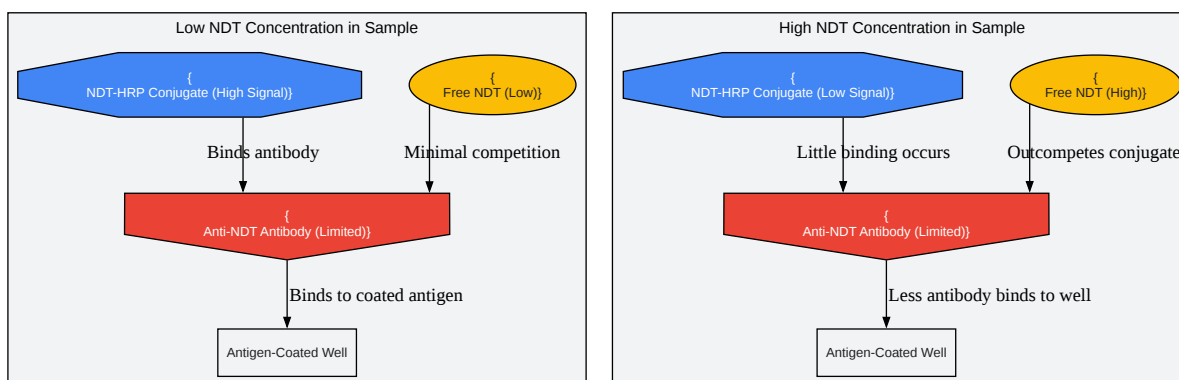 Low NDT Concentration in Sample
{
NDT-HRP Conjugate (High Signal)}
{
Free NDT (Low)}
Binds antibody
Minimal competition
{
Anti-NDT Antibody (Limited)}
Binds to coated antigen
Antigen-Coated Well
High NDT Concentration in Sample
{
NDT-HRP Conjugate (Low Signal)}
{
Free NDT (High)}
Little binding occurs
Outcompetes conjugate
{
Anti-NDT Antibody (Limited)}
Less antibody binds to well
Antigen-Coated Well